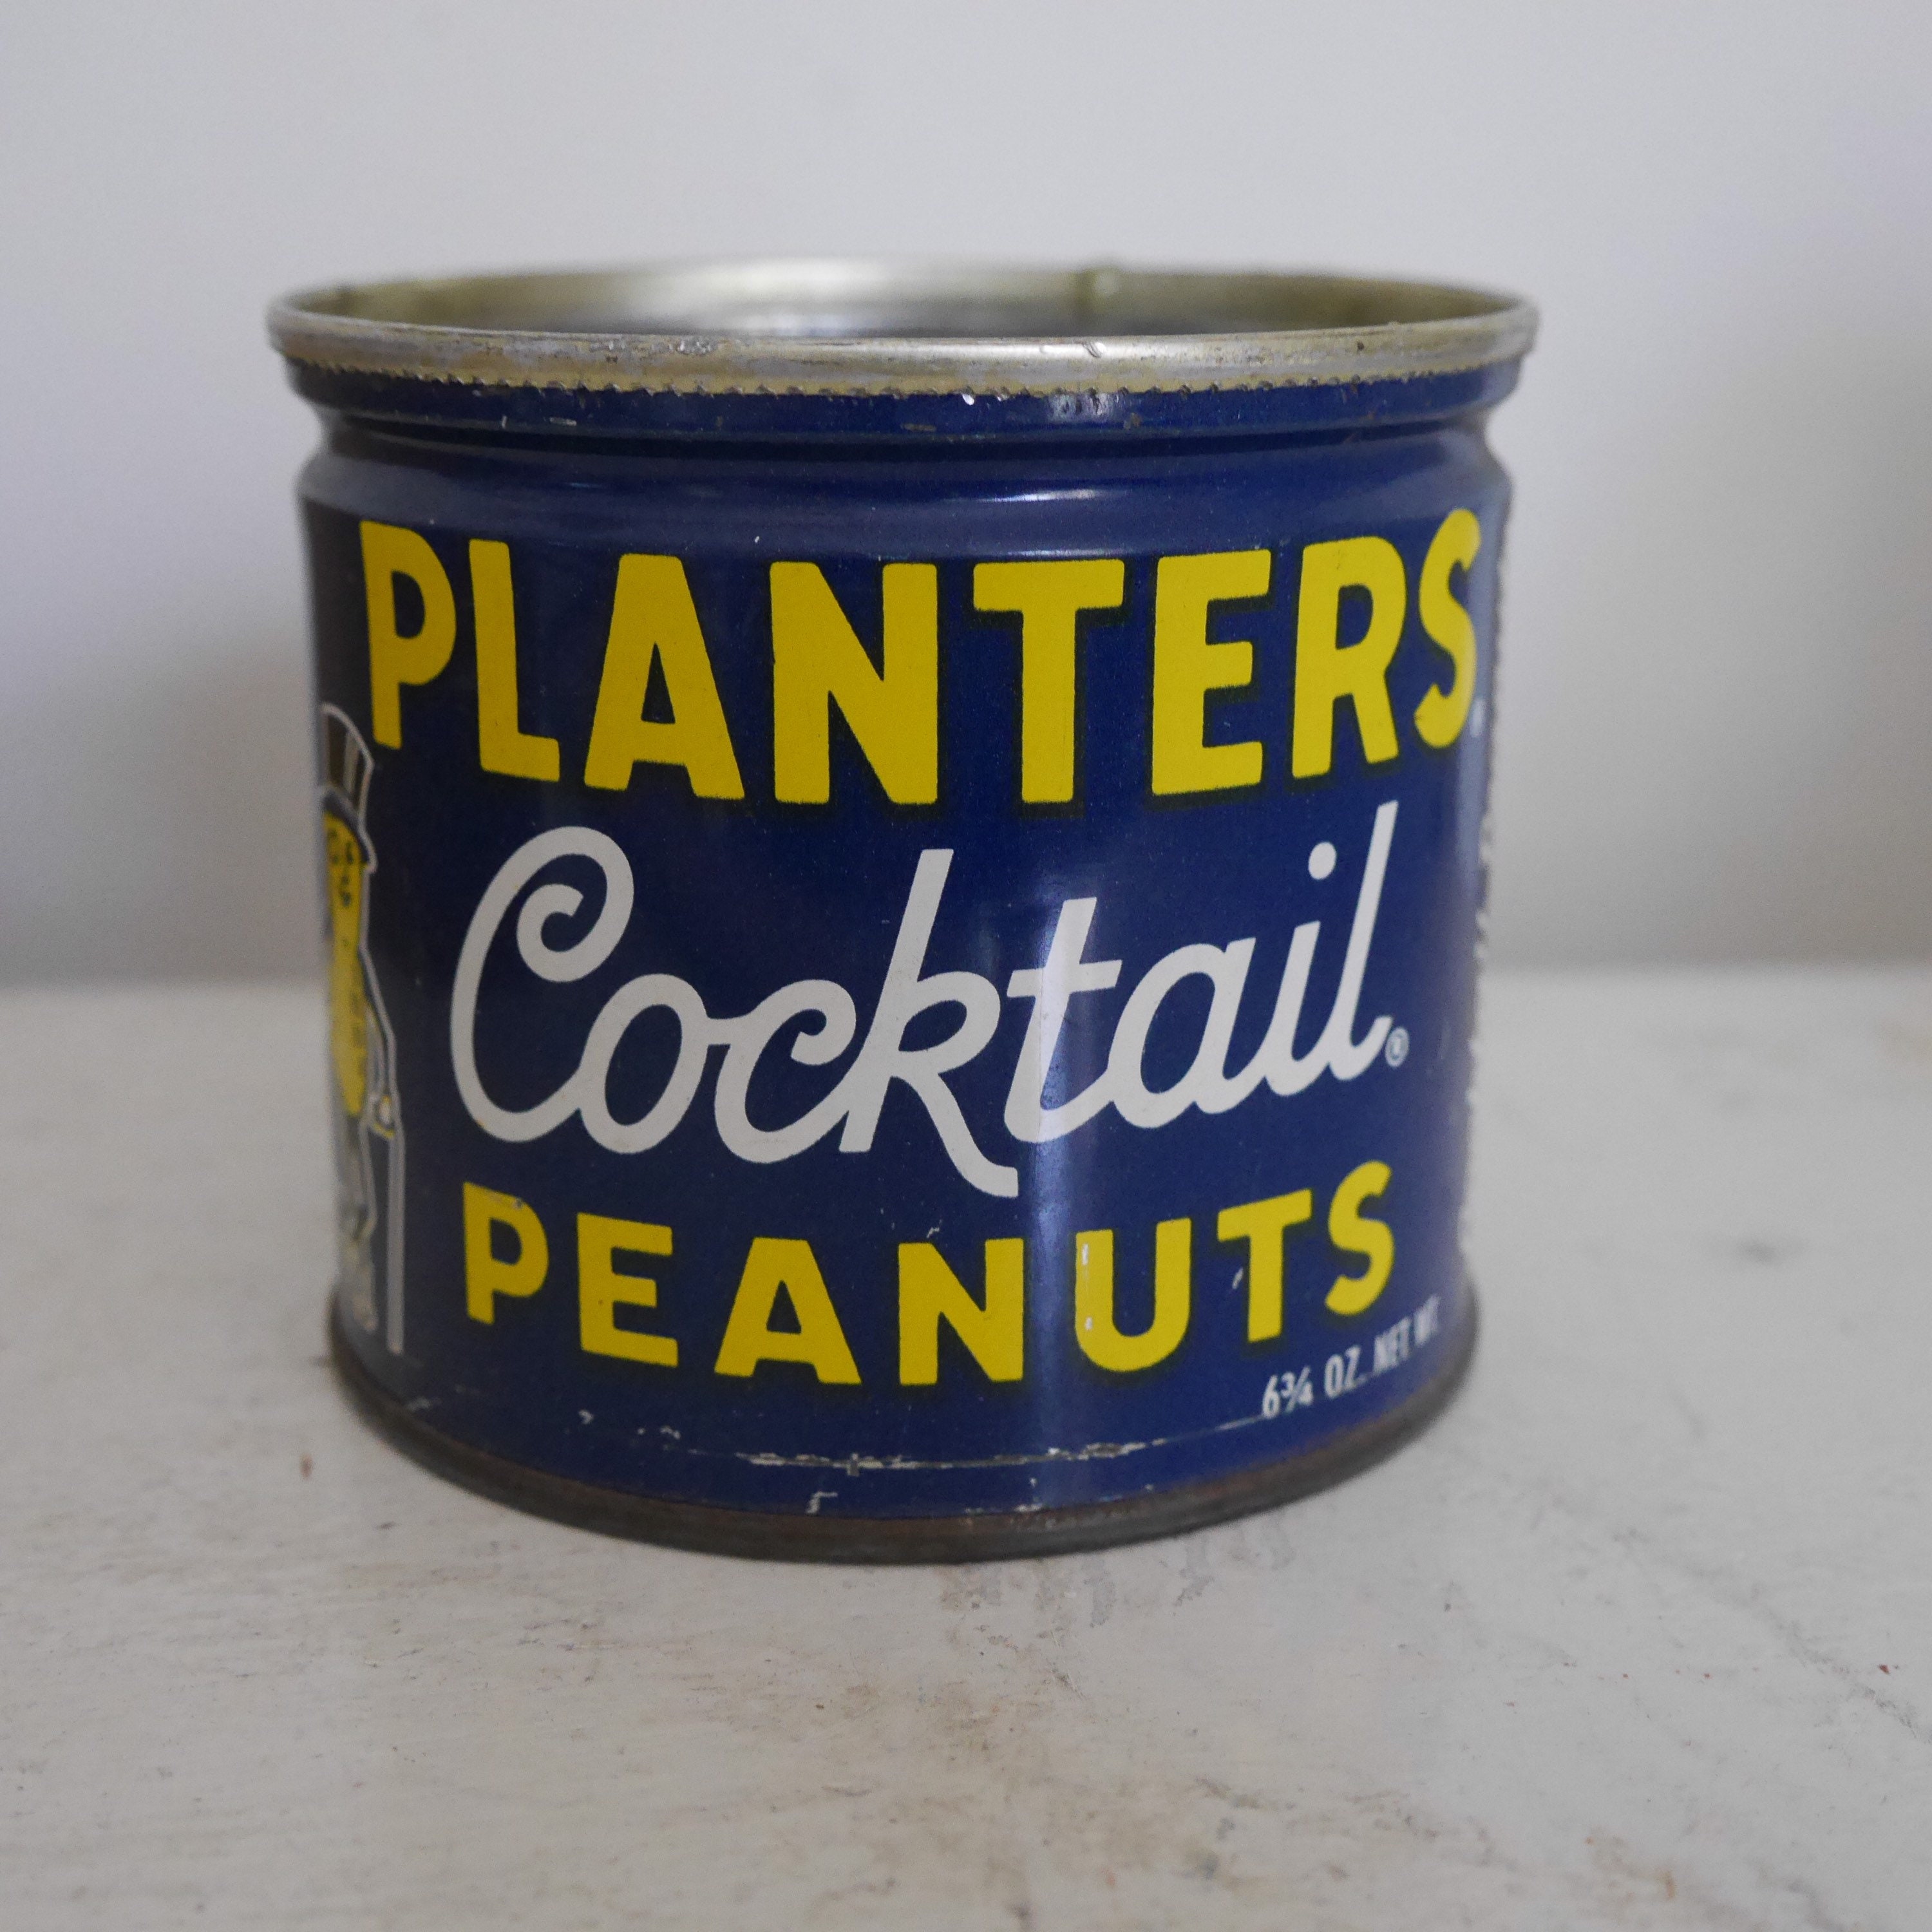 PLANTERS
Cocktail®
PEANUTS
6¾ OZ. NET WT.